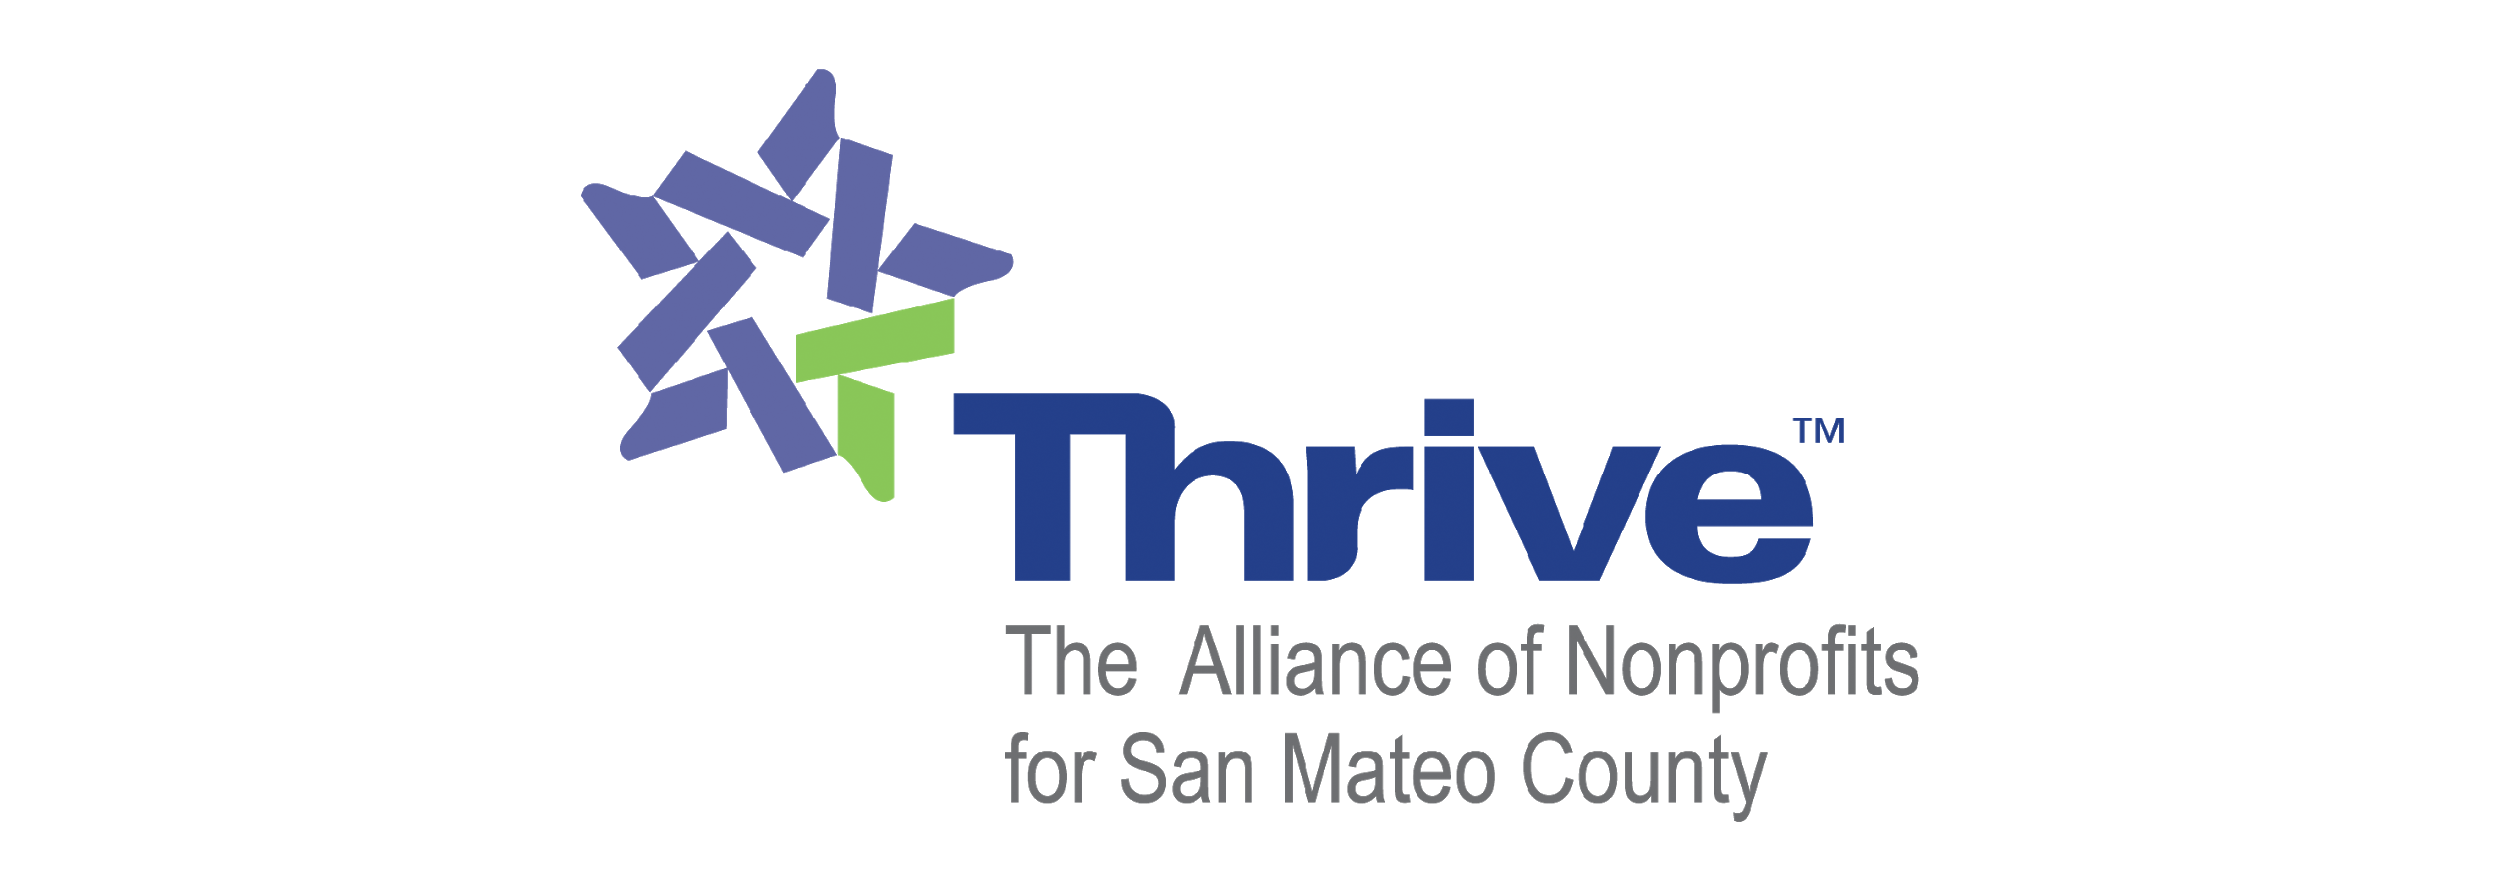 Thrive™
The Alliance of Nonprofits
for San Mateo County